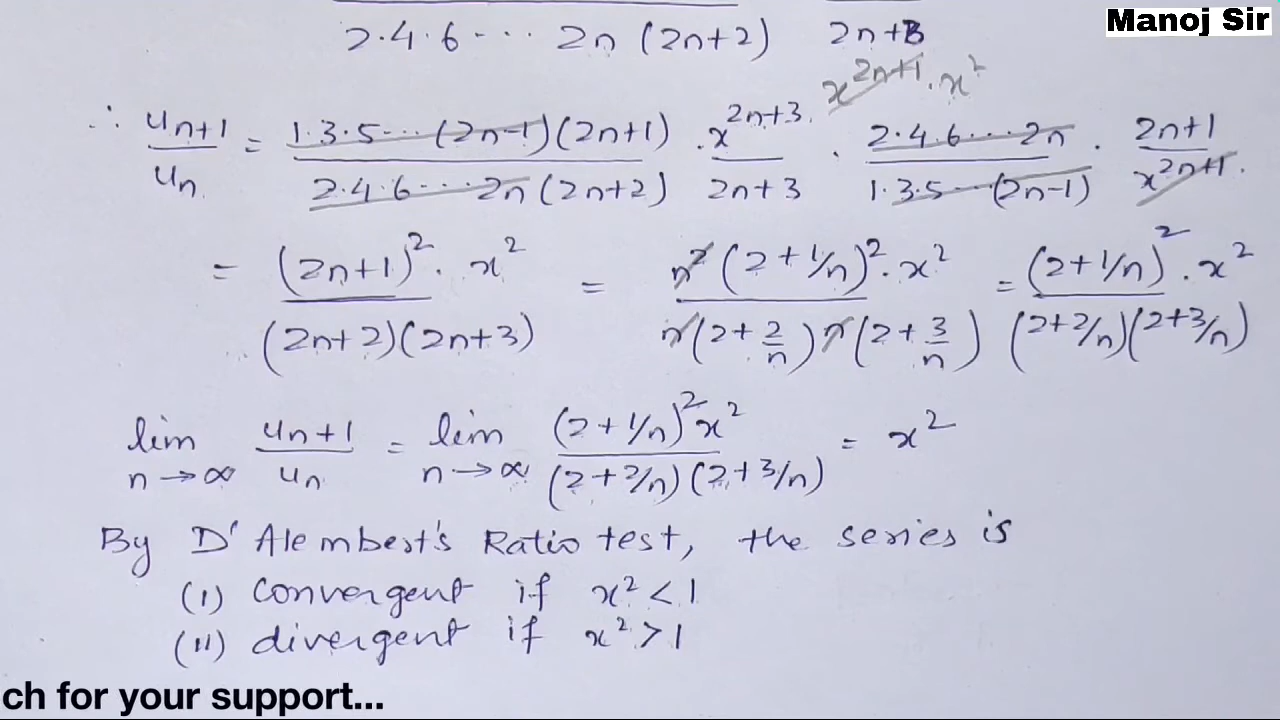 Manoj Sir
2·4·6··· 2n (2n+2) 2n+3
x^{2n+1}·x^2
∴ u_{n+1}/u_n = 1·3·5···(2n-1)(2n+1)/2·4·6···2n(2n+2) · x^{2n+3}/2n+3 · 2·4·6···2n/1·3·5···(2n-1) · 2n+1/x^{2n+1}.
= (2n+1)^2·x^2/(2n+2)(2n+3) = n^2(2+1/n)^2·x^2/n(2+2/n)n(2+3/n) = (2+1/n)^2·x^2/(2+2/n)(2+3/n)
lim n→∞ u_{n+1}/u_n = lim n→∞ (2+1/n)^2x^2/(2+2/n)(2+3/n) = x^2
By D'Alembert's Ratio test, the series is
(i) convergent if x^2 < 1
(ii) divergent if x^2 > 1
ch for your support...